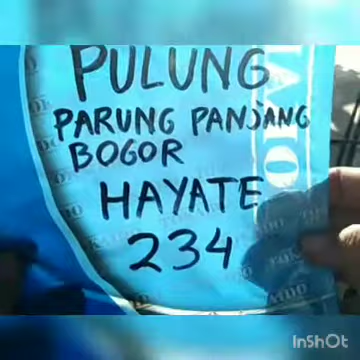 PULUNG
PARUNG PANJANG
BOGOR
HAYATE
234
InShOt